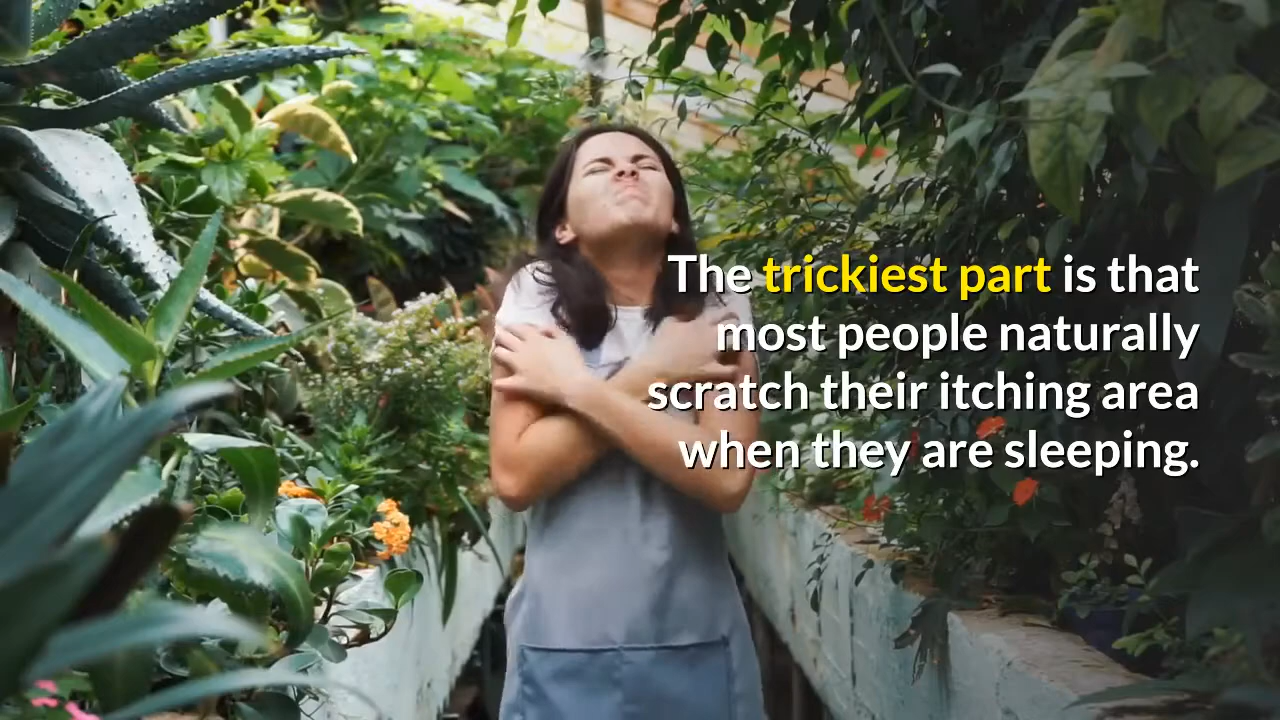 The trickiest part is that
most people naturally
scratch their itching area
when they are sleeping.